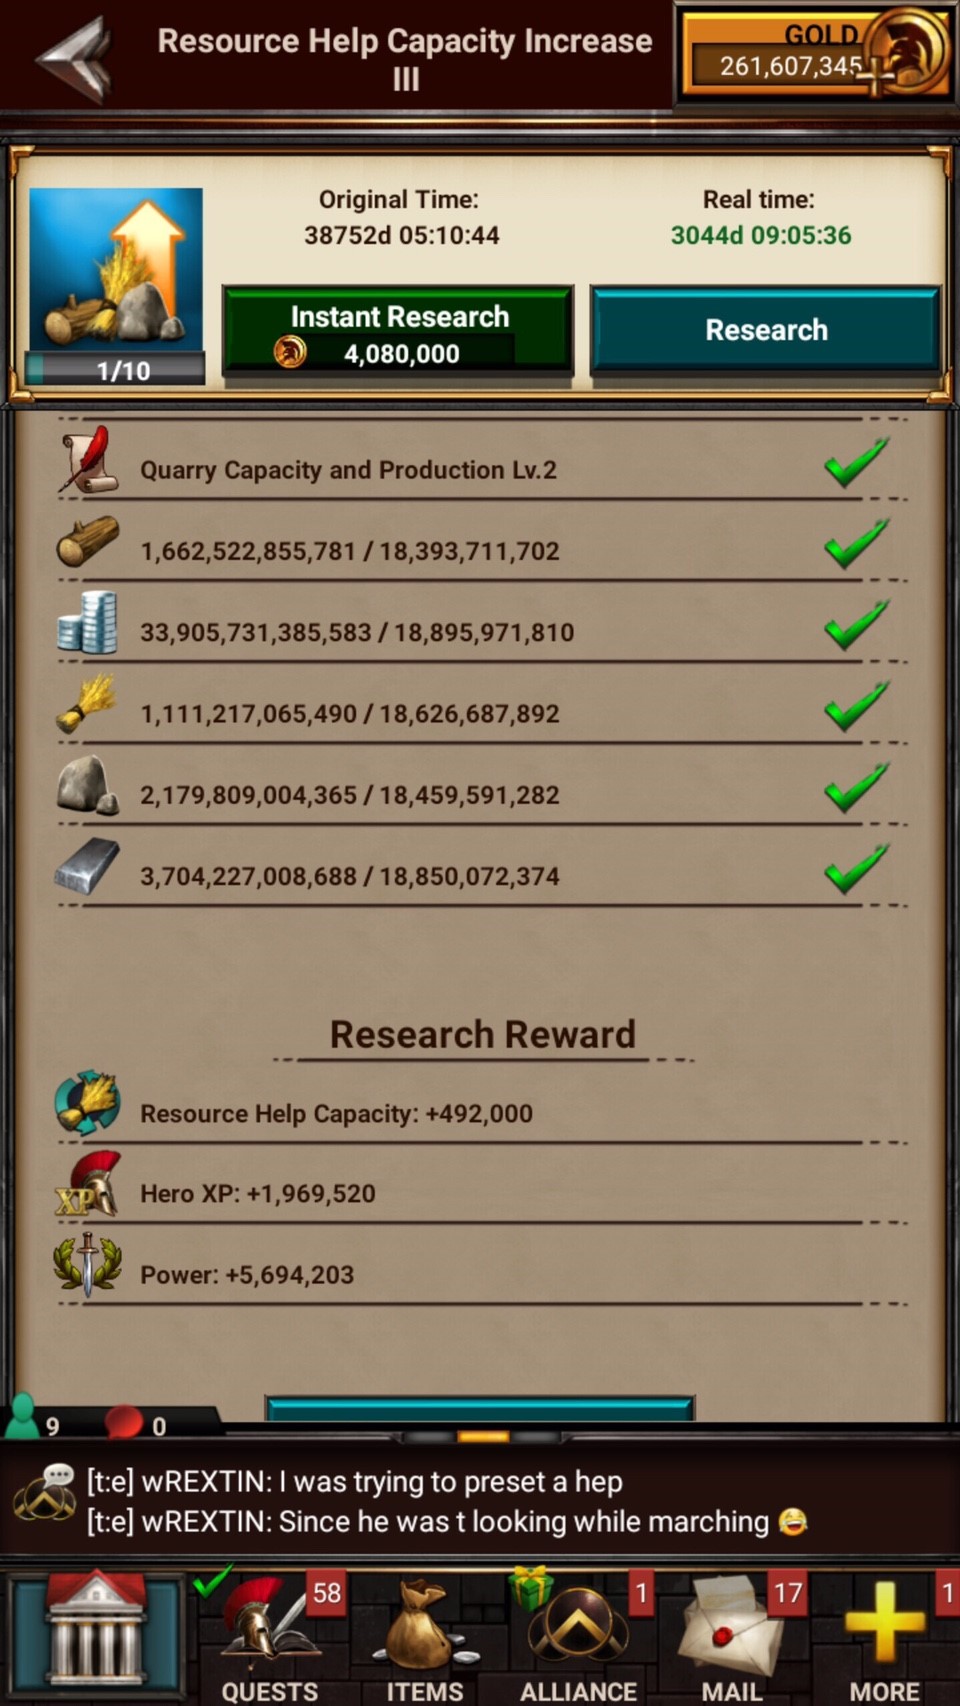 Resource Help Capacity Increase
III
GOLD
261,607,345
Original Time:
38752d 05:10:44
Real time:
3044d 09:05:36
Instant Research
4,080,000
Research
1/10
Quarry Capacity and Production Lv.2
1,662,522,855,781 / 18,393,711,702
33,905,731,385,583 / 18,895,971,810
1,111,217,065,490 / 18,626,687,892
2,179,809,004,365 / 18,459,591,282
3,704,227,008,688 / 18,850,072,374
Research Reward
Resource Help Capacity: +492,000
XP
Hero XP: +1,969,520
Power: +5,694,203
9
0
[t:e] wREXTIN: I was trying to preset a hep
[t:e] wREXTIN: Since he was t looking while marching 😂
58
1
17
1
QUESTS
ITEMS
ALLIANCE
MAIL
MORE